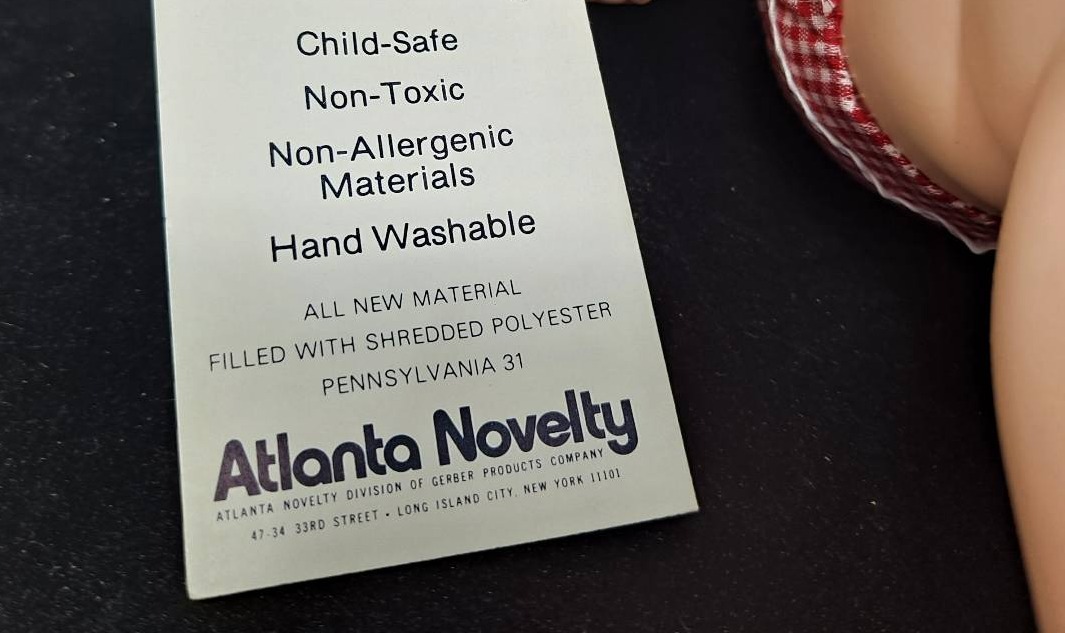 Child-Safe
Non-Toxic
Non-Allergenic
Materials
Hand Washable
ALL NEW MATERIAL
FILLED WITH SHREDDED POLYESTER
PENNSYLVANIA 31
Atlanta Novelty
ATLANTA NOVELTY DIVISION OF GERBER PRODUCTS COMPANY
47-34 33RD STREET • LONG ISLAND CITY, NEW YORK 11101